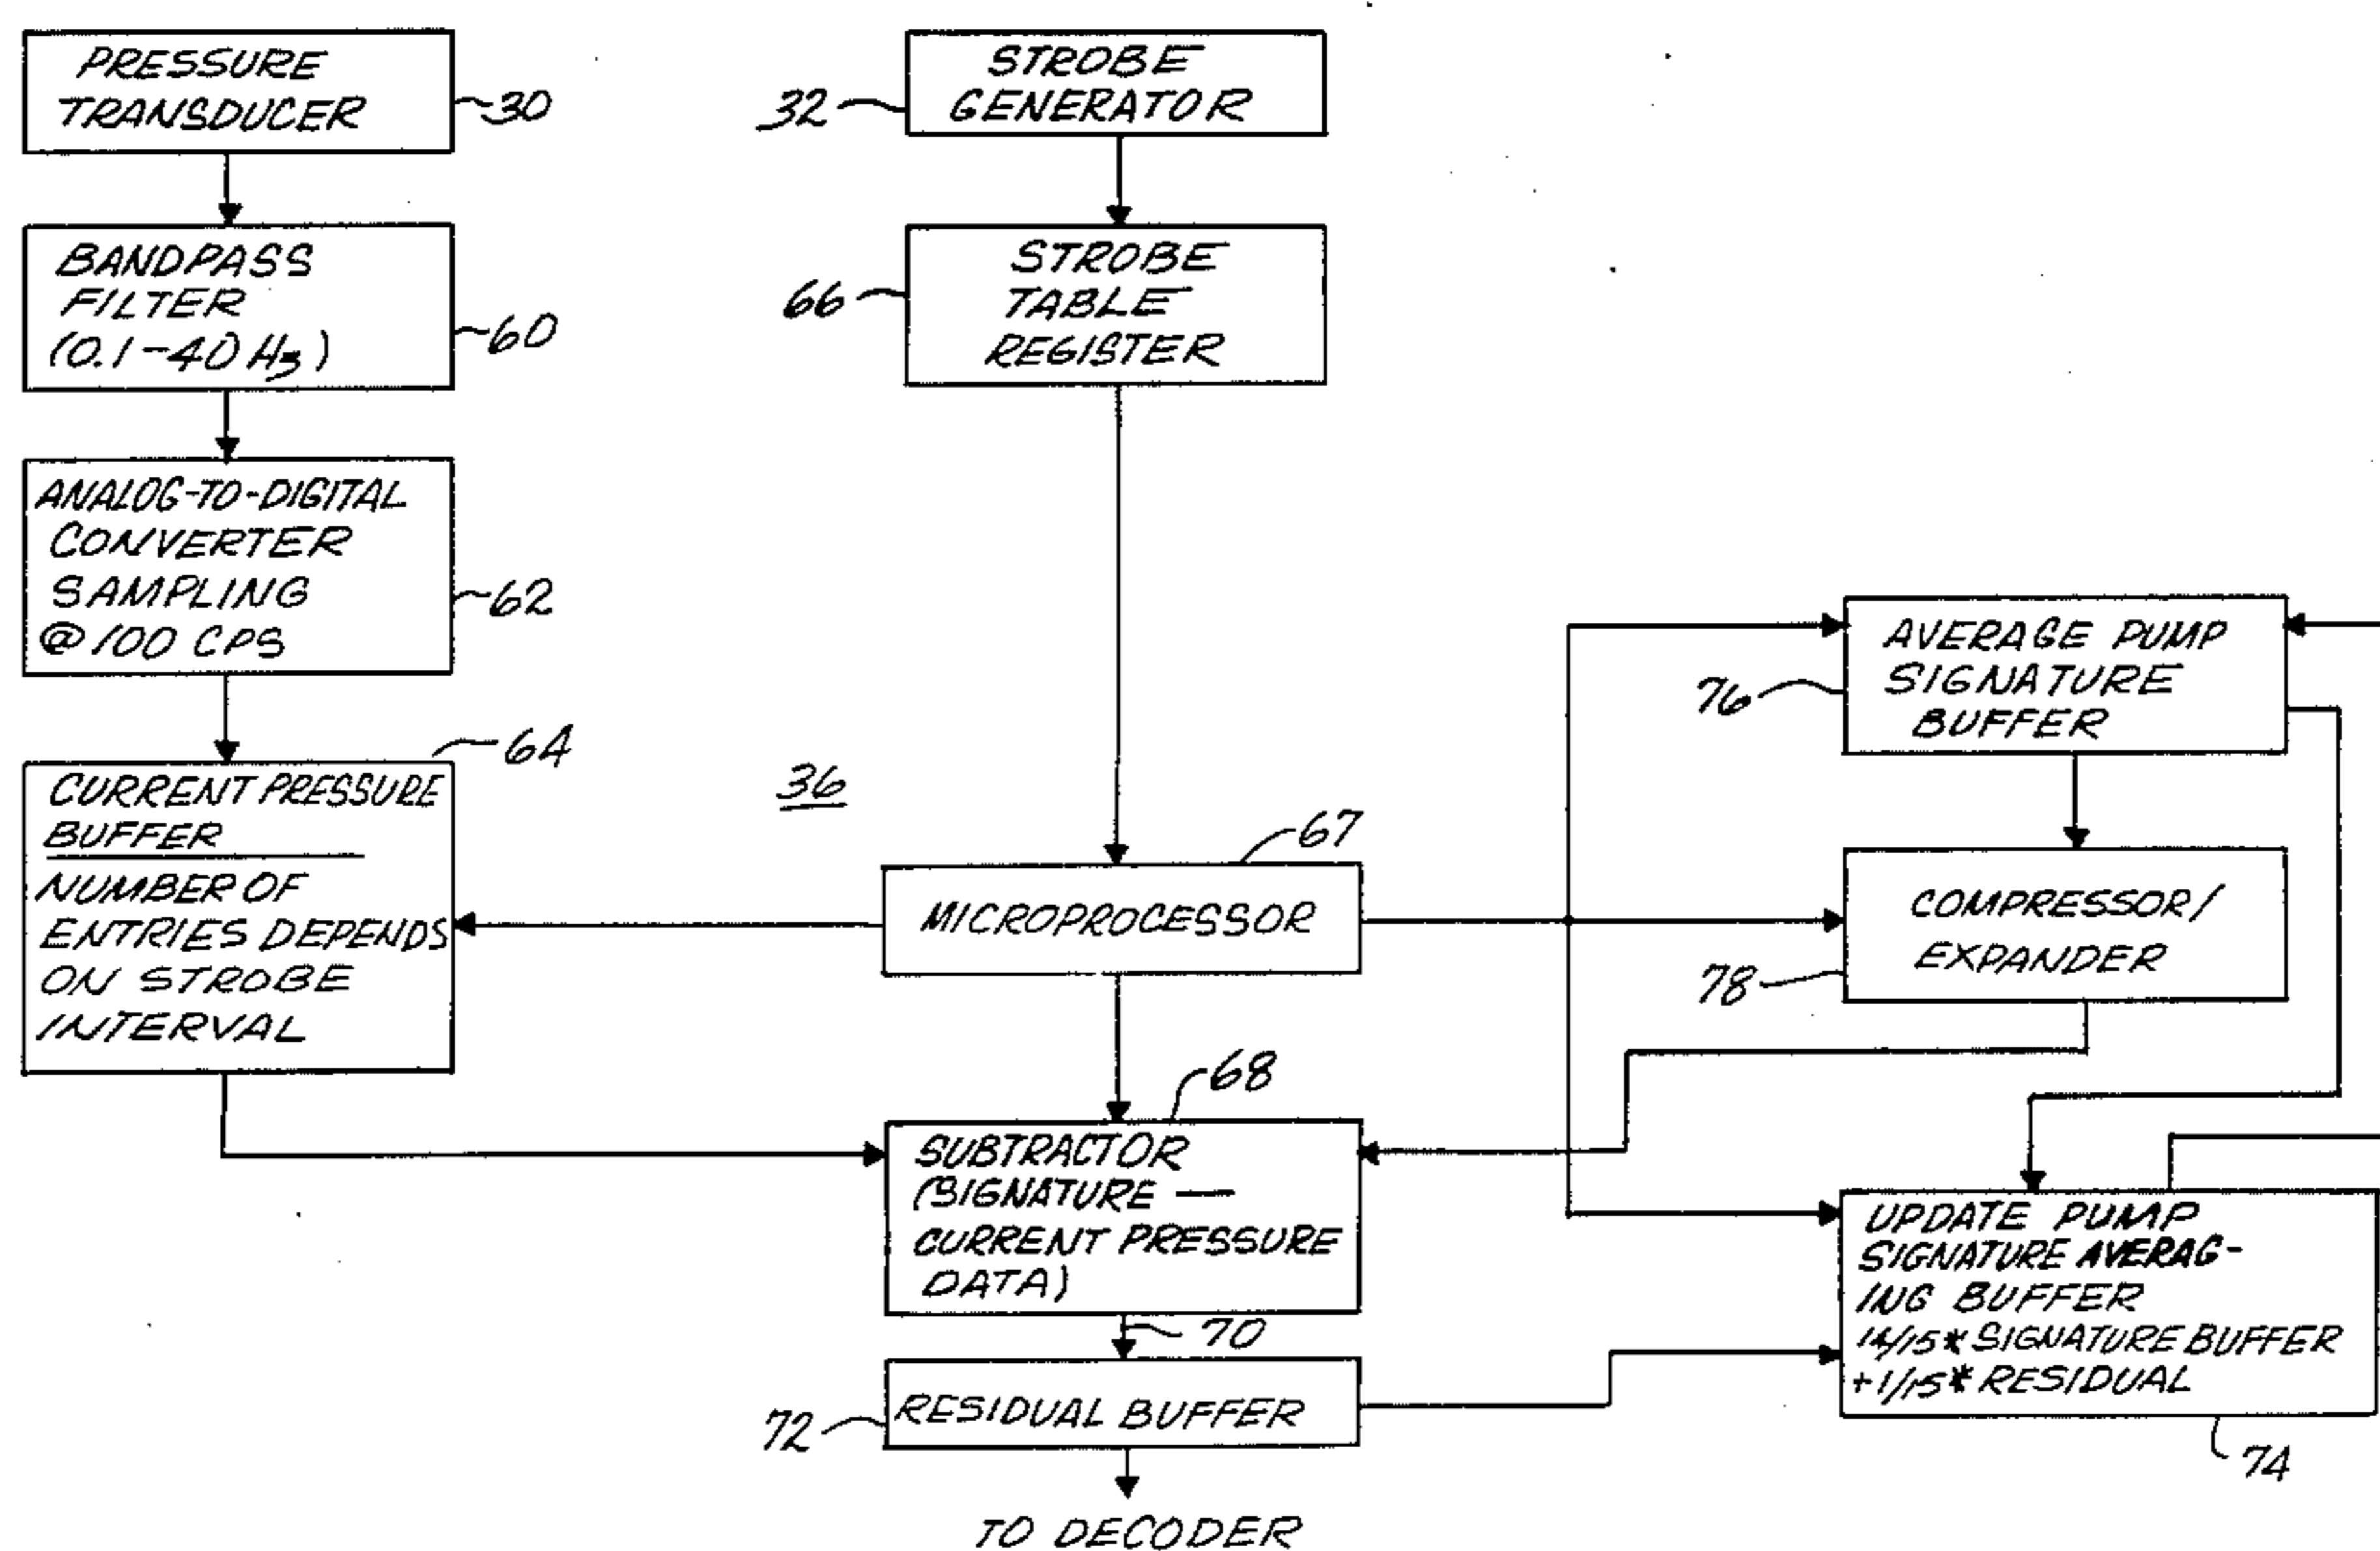 PRESSURE
TRANSDUCER
30
BANDPASS
FILTER
(0.1-40 Hz)
60
ANALOG-TO-DIGITAL
CONVERTER
SAMPLING
@ 100 CPS
62
64
CURRENT PRESSURE
BUFFER
NUMBER OF
ENTRIES DEPENDS
ON STROBE
INTERVAL
STROBE
GENERATOR
32
STROBE
TABLE
REGISTER
66
36
67
MICROPROCESSOR
68
SUBTRACTOR
(SIGNATURE —
CURRENT PRESSURE
DATA)
70
RESIDUAL BUFFER
72
TO DECODER
AVERAGE PUMP
SIGNATURE
BUFFER
76
COMPRESSOR/
EXPANDER
78
UPDATE PUMP
SIGNATURE AVERAG-
ING BUFFER
14/15* SIGNATURE BUFFER
+1/15* RESIDUAL
74